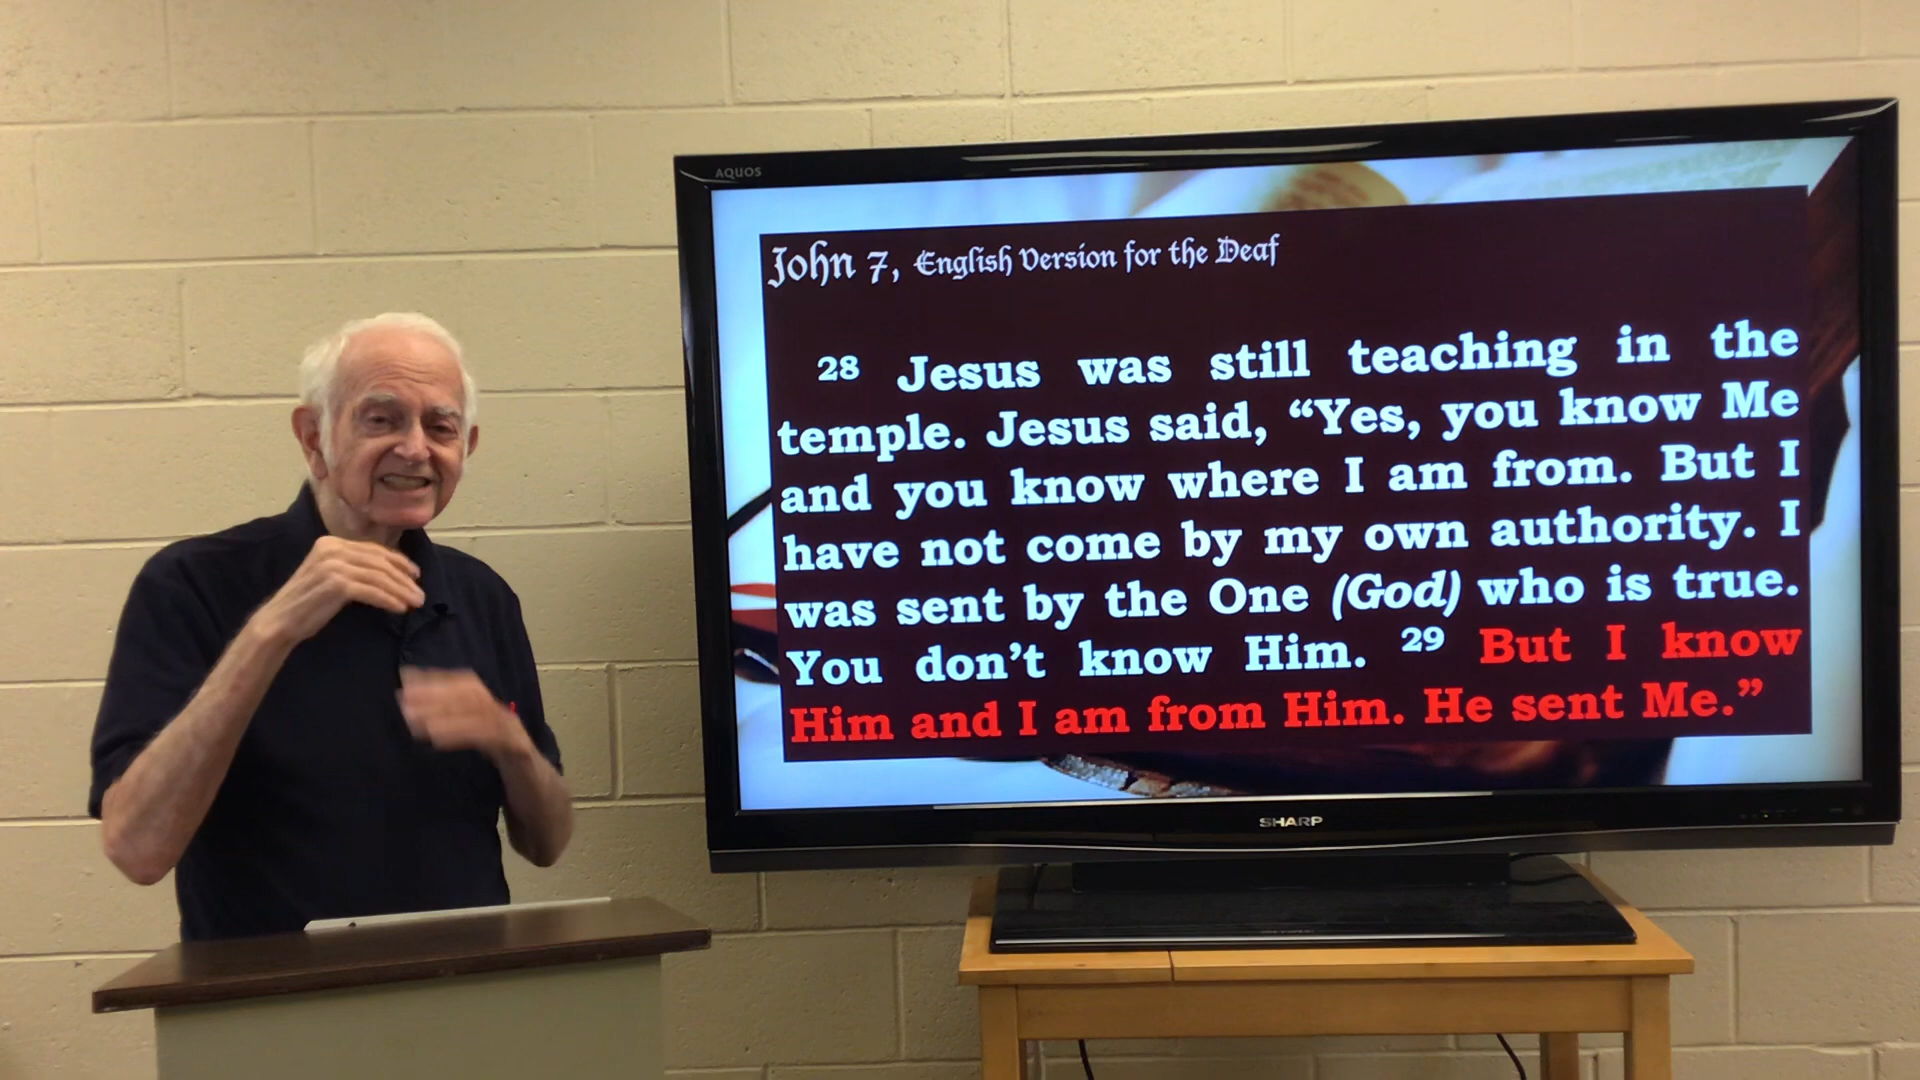 AQUOS
John 7, English Version for the Deaf
28 Jesus was still teaching in the
temple. Jesus said, “Yes, you know Me
and you know where I am from. But I
have not come by my own authority. I
was sent by the One (God) who is true.
You don’t know Him. 29 But I know
Him and I am from Him. He sent Me.”
SHARP